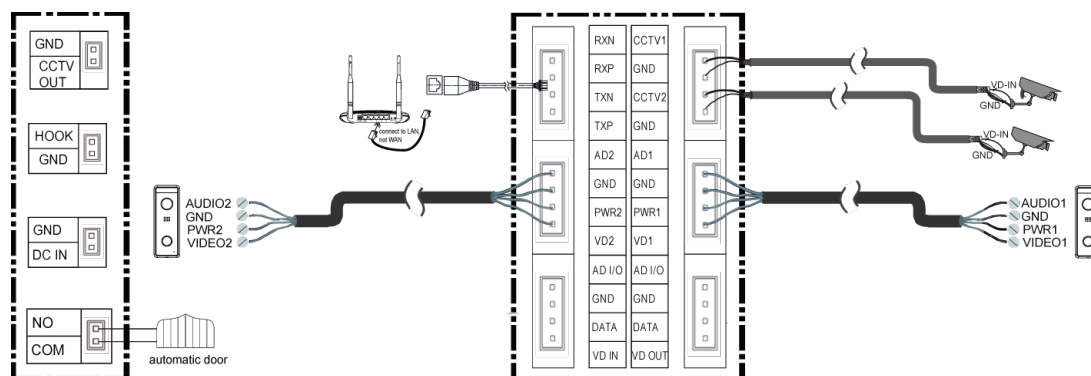 GND
CCTV
OUT
HOOK
GND
GND
DC IN
NO
COM
automatic door
AUDIO2
GND
PWR2
VIDEO2
connect to LAN,
not WAN
RXN CCTV1
RXP GND
TXN CCTV2
TXP GND
AD2 AD1
GND GND
PWR2 PWR1
VD2 VD1
AD I/O AD I/O
GND GND
DATA DATA
VD IN VD OUT
VD-IN
GND
VD-IN
GND
AUDIO1
GND
PWR1
VIDEO1